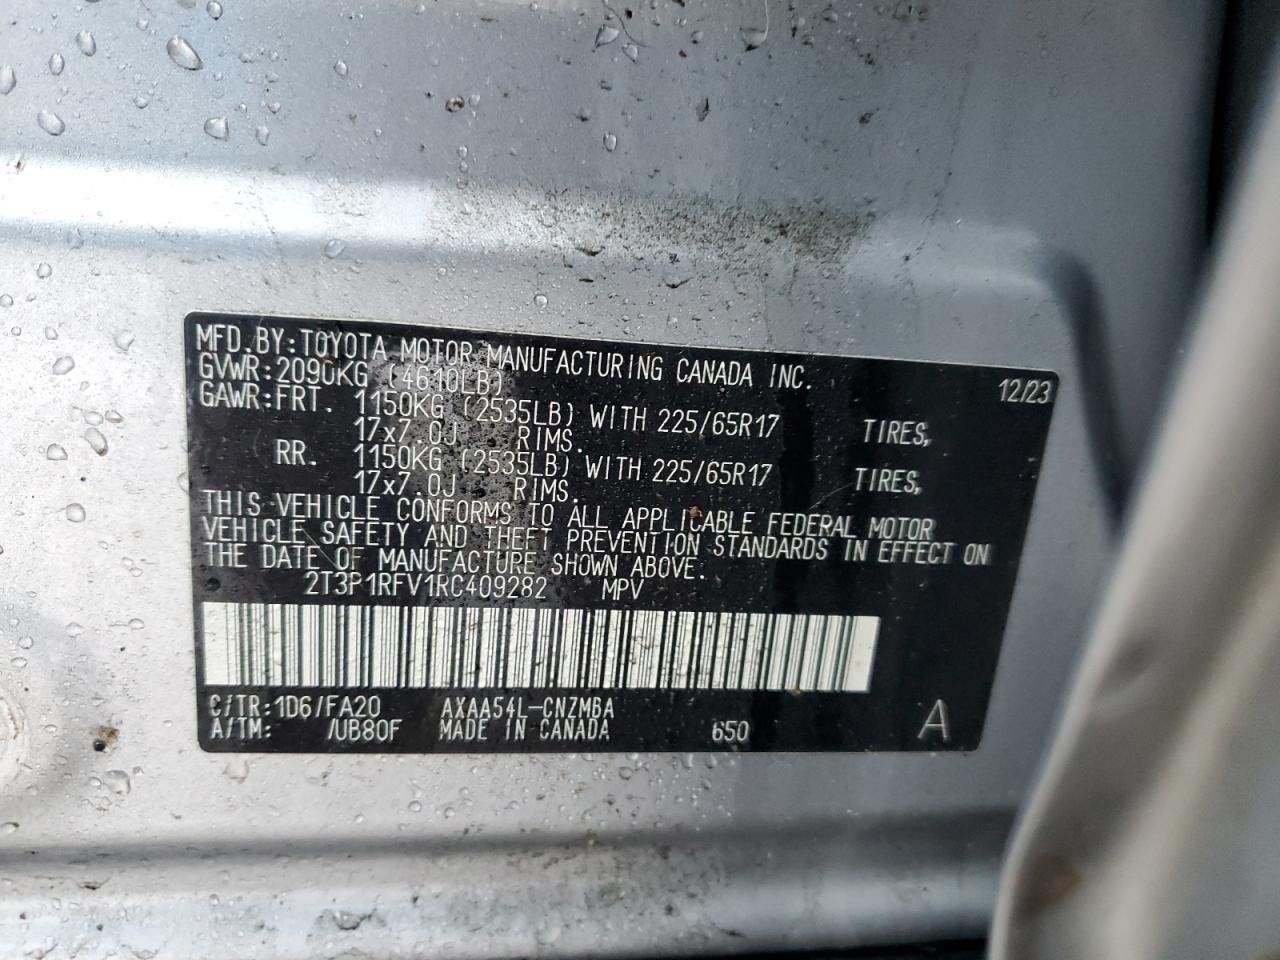 MFD.BY:TOYOTA MOTOR MANUFACTURING CANADA INC. 12/23
GVWR:2090KG (4610LB)
GAWR:FRT. 1150KG (2535LB) WITH 225/65R17 TIRES,
17x7.0J RIMS.
RR. 1150KG (2535LB) WITH 225/65R17 TIRES,
17x7.0J RIMS.
THIS VEHICLE CONFORMS TO ALL APPLICABLE FEDERAL MOTOR
VEHICLE SAFETY AND THEFT PREVENTION STANDARDS IN EFFECT ON
THE DATE OF MANUFACTURE SHOWN ABOVE.
2T3P1RFV1RC409282 MPV
C/TR:1D6/FA20 AXAA54L-CNZMBA
A/TM: /UB80F MADE IN CANADA 650 A